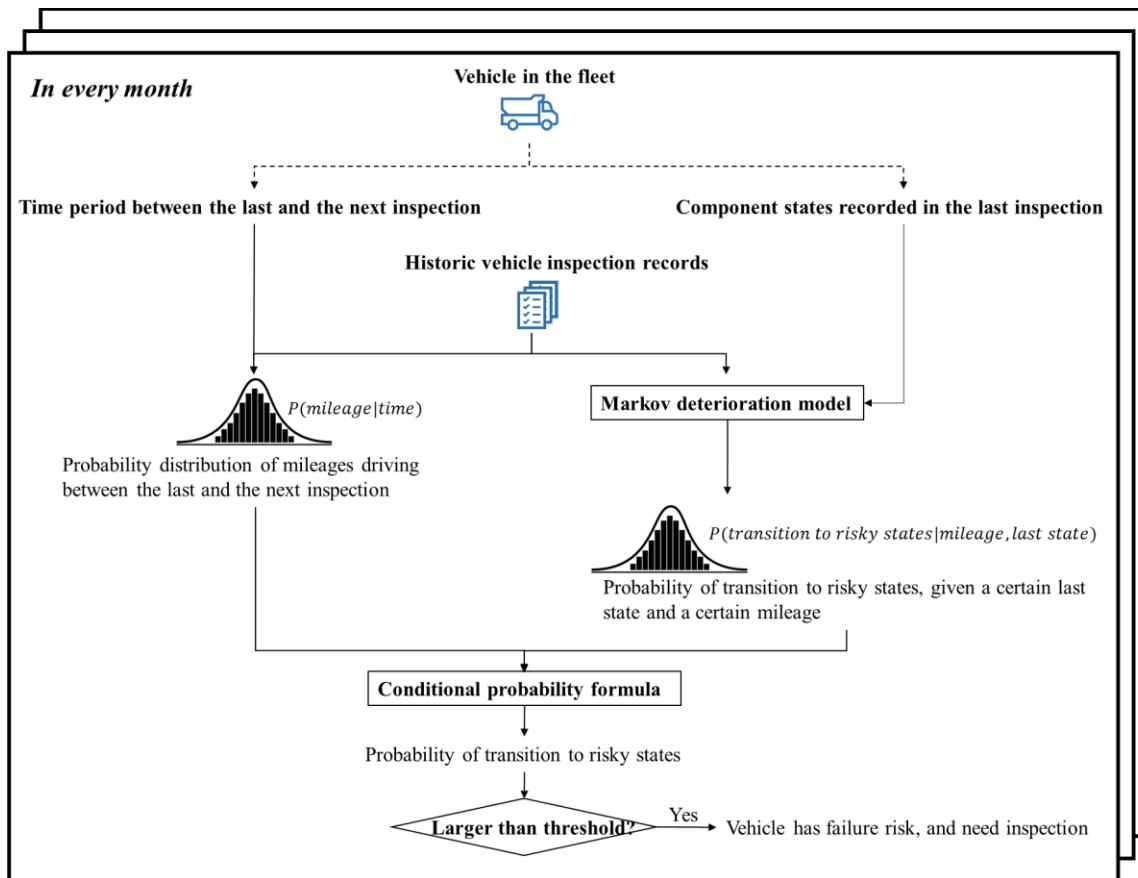 In every month
Vehicle in the fleet
Time period between the last and the next inspection
Component states recorded in the last inspection
Historic vehicle inspection records
P(mileage|time)
Markov deterioration model
Probability distribution of mileages driving
between the last and the next inspection
P(transition to risky states|mileage, last state)
Probability of transition to risky states, given a certain last
state and a certain mileage
Conditional probability formula
Probability of transition to risky states
Larger than threshold?
Yes
Vehicle has failure risk, and need inspection